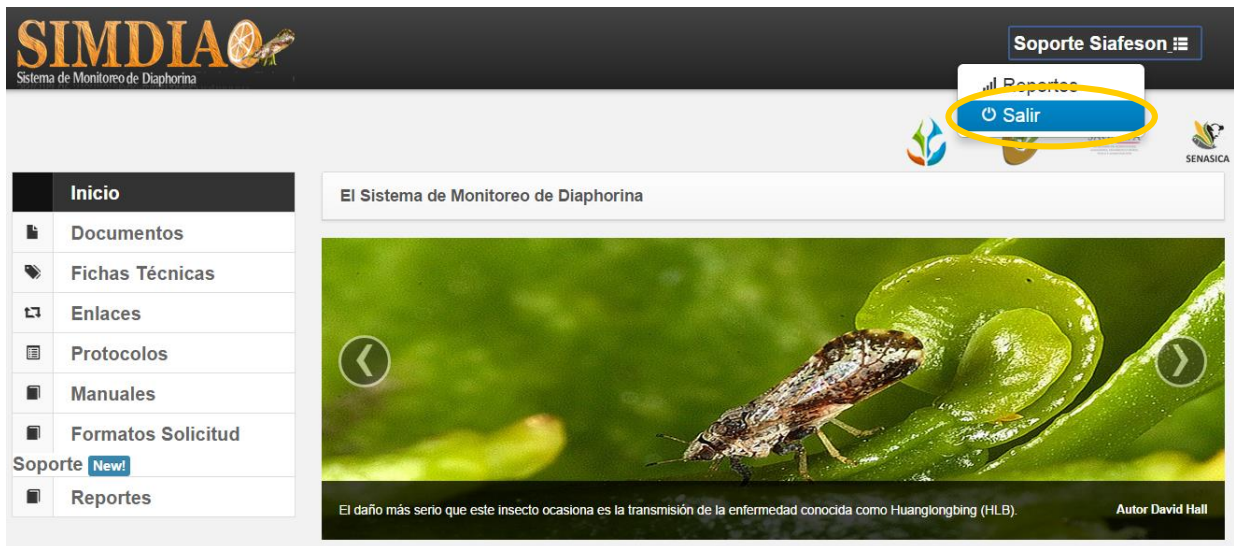 SIMDIA
Sistema de Monitoreo de Diaphorina
Soporte Siafeson
Reportes
Salir
SENASICA
Inicio
El Sistema de Monitoreo de Diaphorina
Documentos
Fichas Técnicas
Enlaces
Protocolos
Manuales
Formatos Solicitud
Soporte New!
Reportes
El daño más serio que este insecto ocasiona es la transmisión de la enfermedad conocida como Huanglongbing (HLB).
Autor David Hall